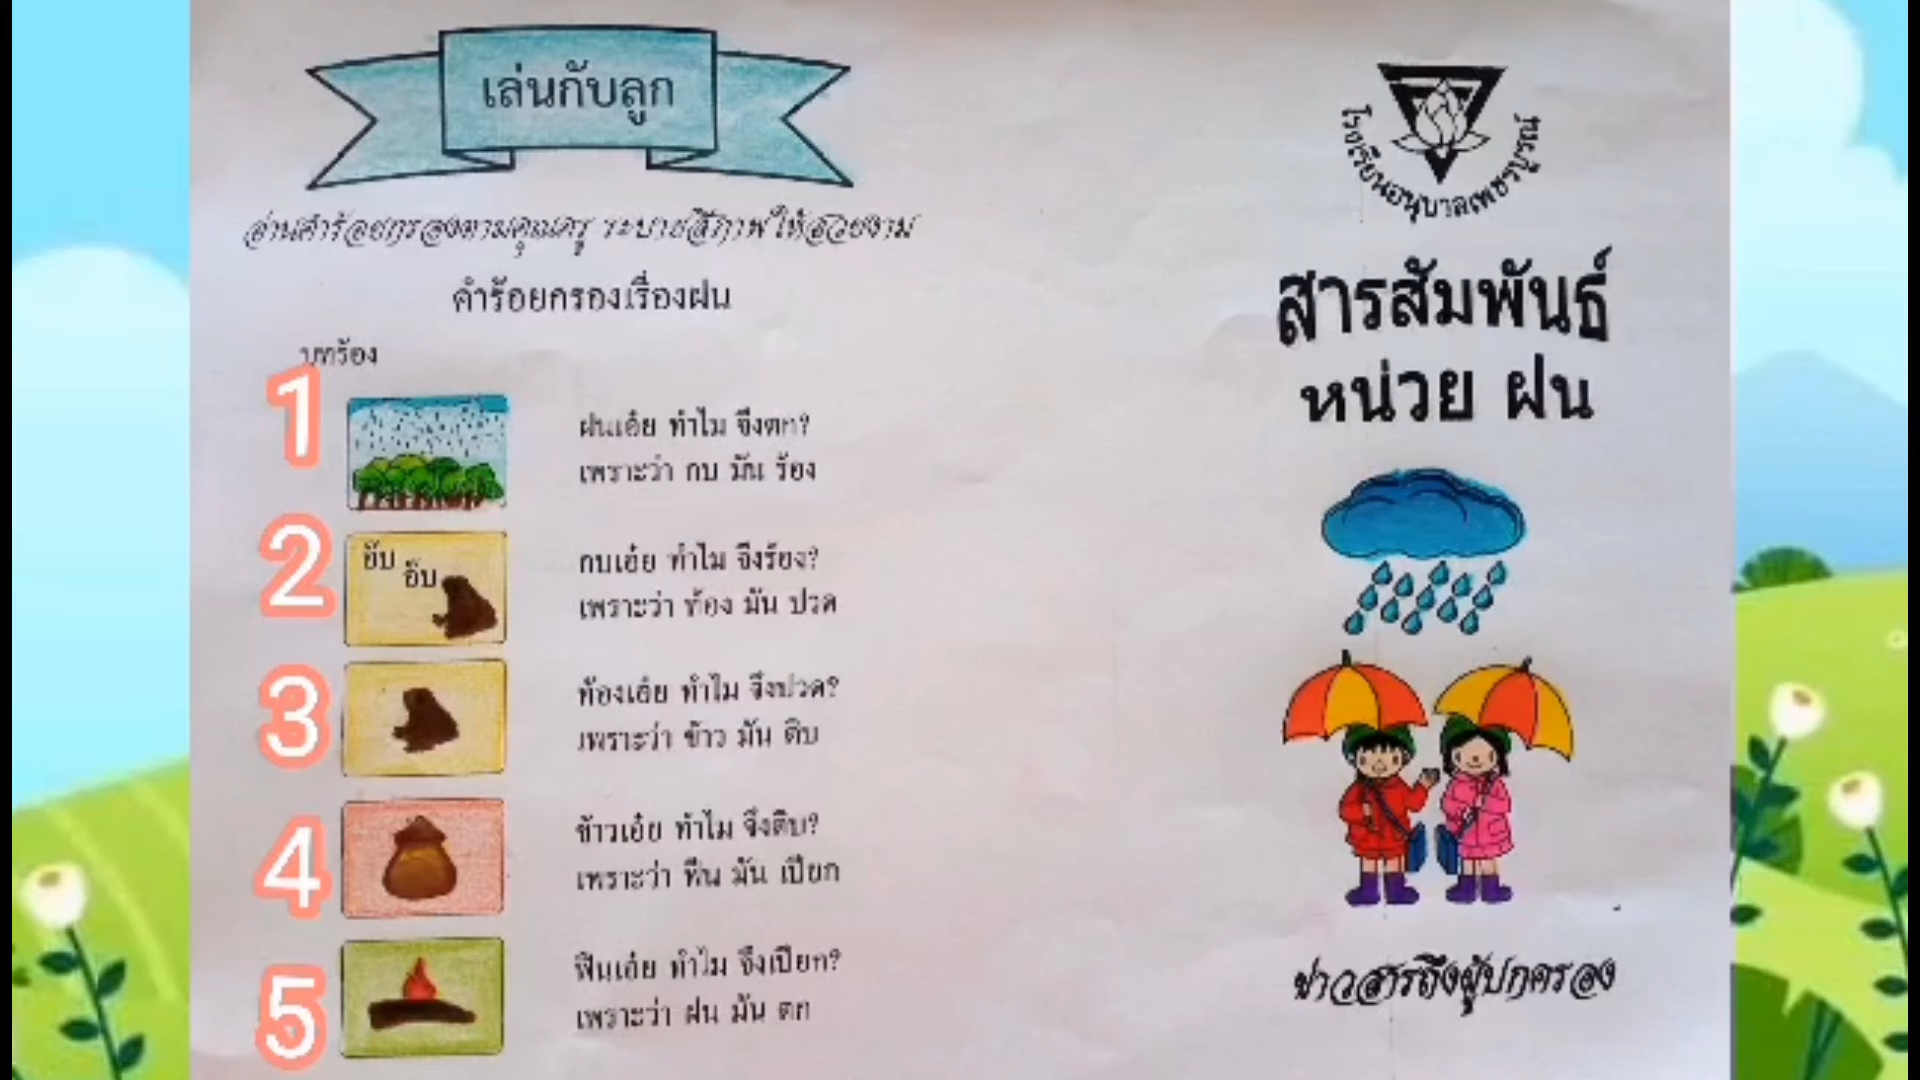 เล่นกับลูก
อ่านคำร้อยกรองตามคุณครู ระบายสีภาพให้สวยงาม
คำร้อยกรองเรื่องฝน
บทร้อง
1
ฝนเอ๋ย ทำไม จึงตก?
เพราะว่า กบ มัน ร้อง
2
อ๊บ
อ๊บ
กบเอ๋ย ทำไม จึงร้อง?
เพราะว่า ท้อง มัน ปวด
3
ท้องเอ๋ย ทำไม จึงปวด?
เพราะว่า ข้าว มัน ดิบ
4
ข้าวเอ๋ย ทำไม จึงดิบ?
เพราะว่า ฟืน มัน เปียก
5
ฟืนเอ๋ย ทำไม จึงเปียก?
เพราะว่า ฝน มัน ตก
โรงเรียนอนุบาลเพชรบูรณ์
สารสัมพันธ์
หน่วย ฝน
ข่าวสารถึงผู้ปกครอง